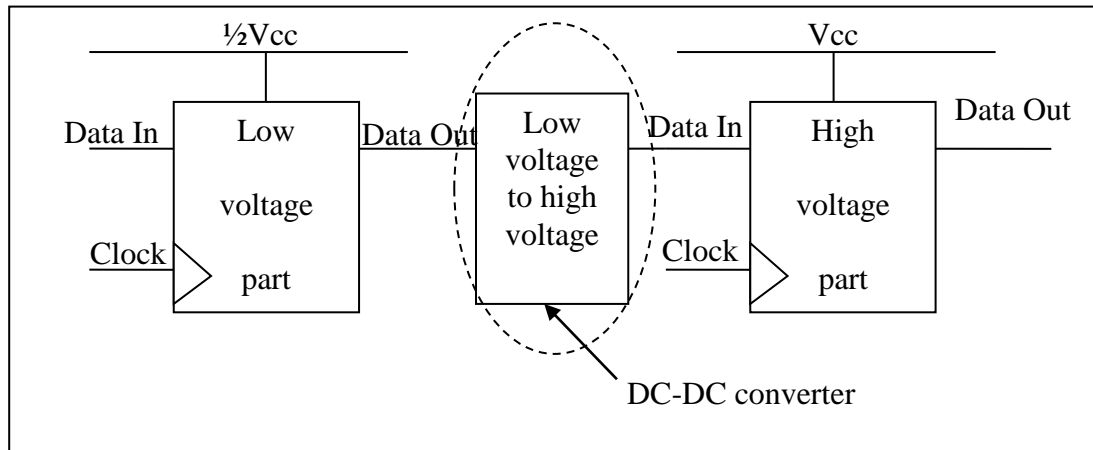 ½Vcc
Vcc
Data In
Low
voltage
part
Clock
Data Out
Low
voltage
to high
voltage
Data In
High
voltage
part
Clock
Data Out
DC-DC converter